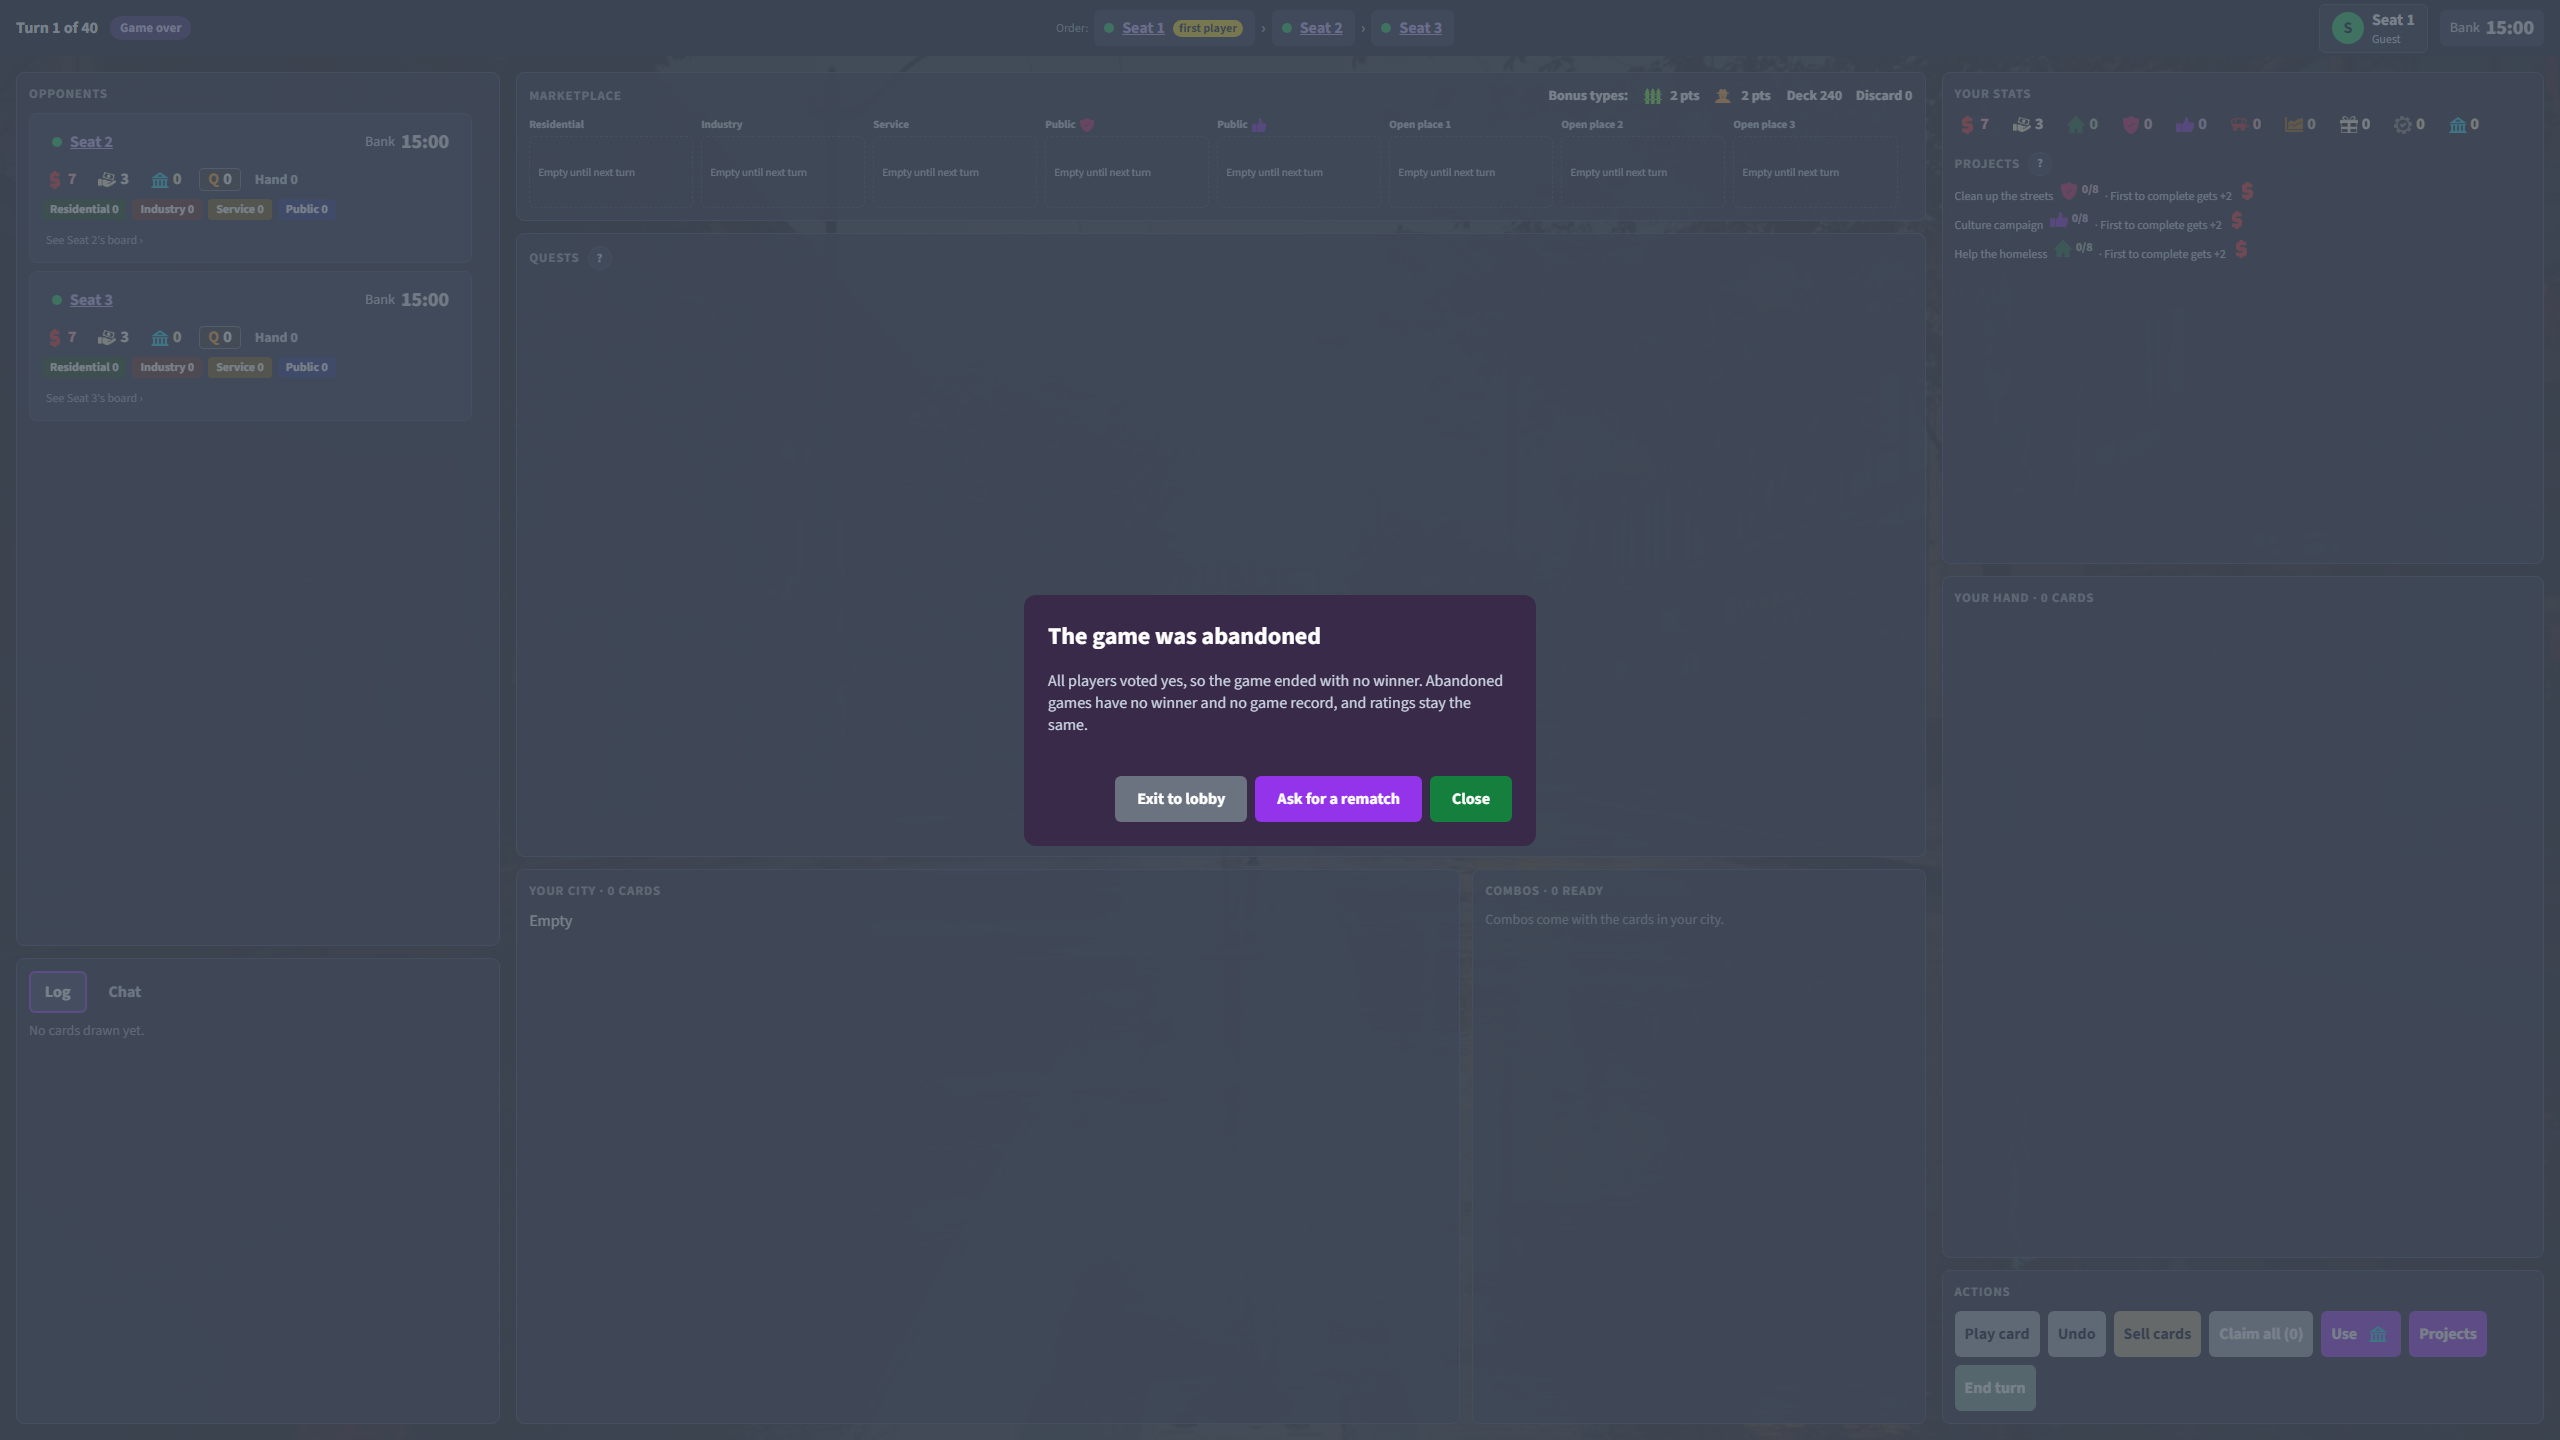 Turn 1 of 40 Game over
Order: Seat 1 first player › Seat 2 › Seat 3
S Seat 1
Guest
Bank 15:00
OPPONENTS
Seat 2 Bank 15:00
$ 7 3 0 Q 0 Hand 0
Residential 0 Industry 0 Service 0 Public 0
See Seat 2's board ›
Seat 3 Bank 15:00
$ 7 3 0 Q 0 Hand 0
Residential 0 Industry 0 Service 0 Public 0
See Seat 3's board ›
Log Chat
No cards drawn yet.
MARKETPLACE Bonus types: 2 pts 2 pts Deck 240 Discard 0
Residential Industry Service Public Public Open place 1 Open place 2 Open place 3
Empty until next turn Empty until next turn Empty until next turn Empty until next turn Empty until next turn Empty until next turn Empty until next turn Empty until next turn
QUESTS ?
The game was abandoned
All players voted yes, so the game ended with no winner. Abandoned
games have no winner and no game record, and ratings stay the
same.
Exit to lobby Ask for a rematch Close
YOUR CITY · 0 CARDS
Empty
COMBOS · 0 READY
Combos come with the cards in your city.
YOUR STATS
$ 7 3 0 0 0 0 0 0 0 0
PROJECTS ?
Clean up the streets 0/8 · First to complete gets +2 $
Culture campaign 0/8 · First to complete gets +2 $
Help the homeless 0/8 · First to complete gets +2 $
YOUR HAND · 0 CARDS
ACTIONS
Play card Undo Sell cards Claim all (0) Use Projects
End turn